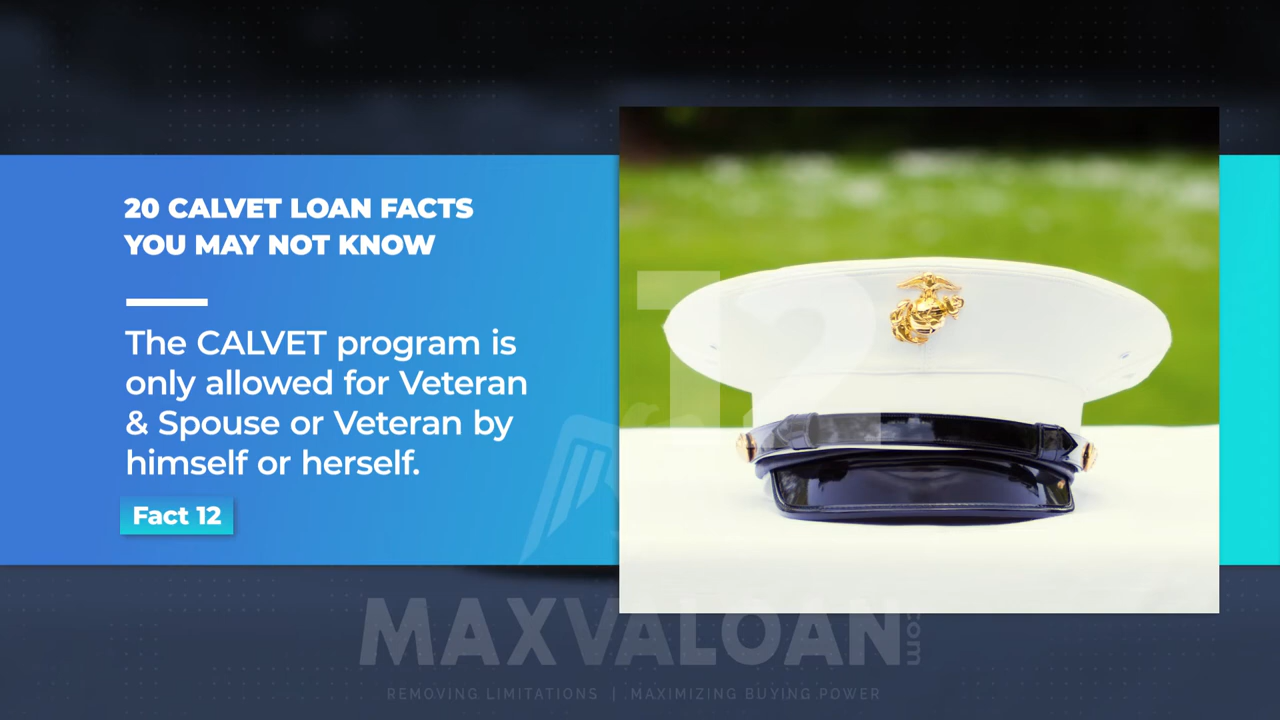 20 CALVET LOAN FACTS
YOU MAY NOT KNOW
The CALVET program is
only allowed for Veteran
& Spouse or Veteran by
himself or herself.
Fact 12
12
MAXVALOAN.com
REMOVING LIMITATIONS | MAXIMIZING BUYING POWER